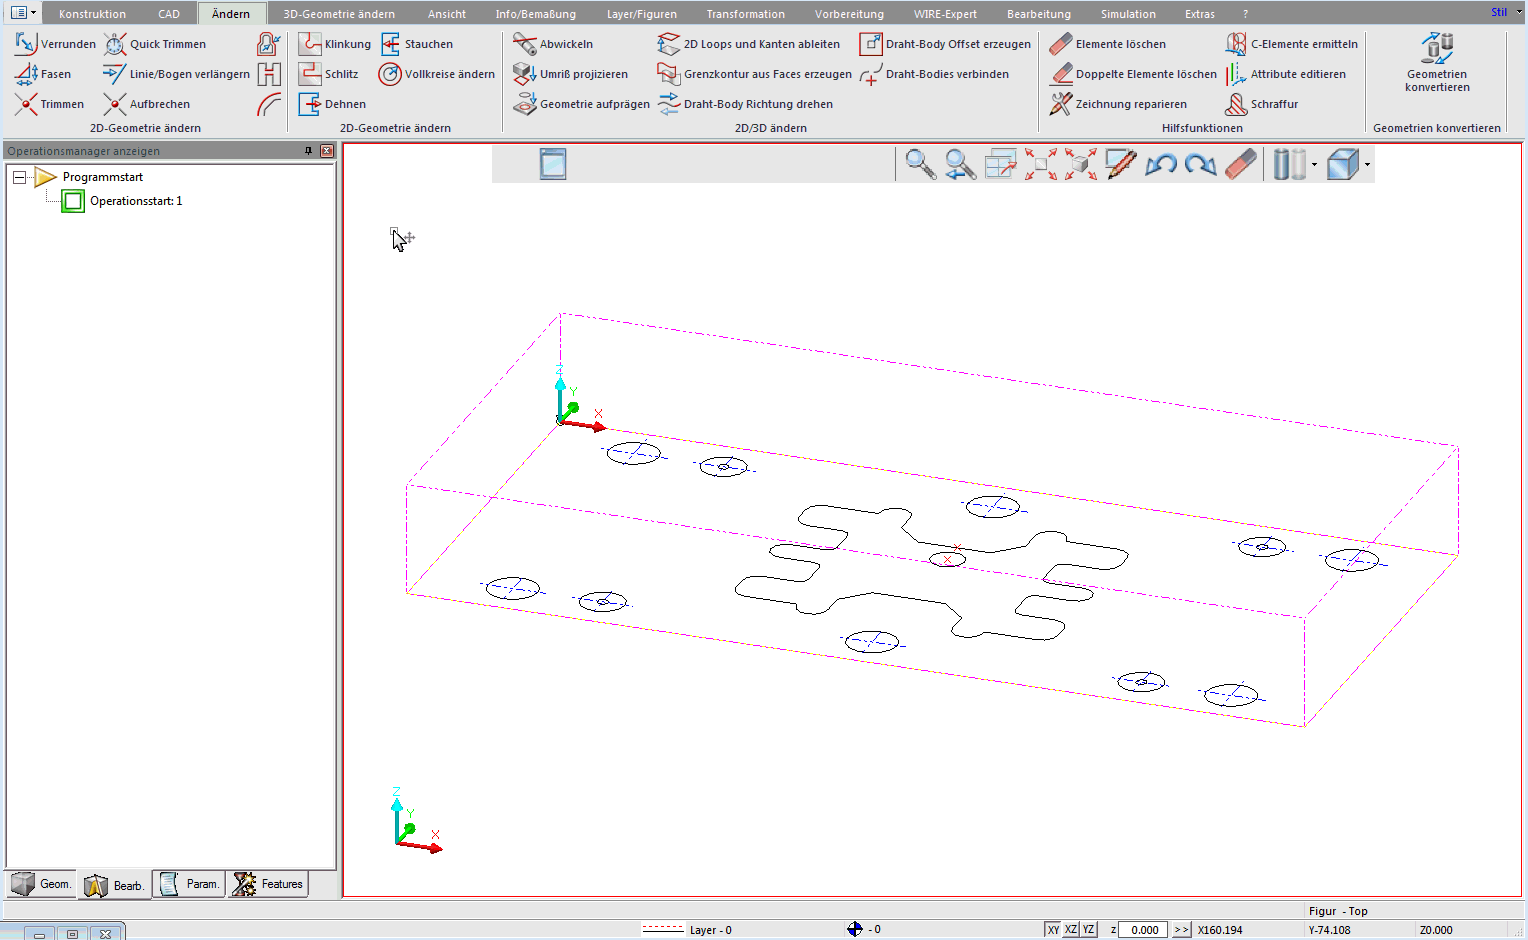 Konstruktion CAD Ändern 3D-Geometrie ändern Ansicht Info/Bemaßung Layer/Figuren Transformation Vorbereitung WIRE-Expert Bearbeitung Simulation Extras ? Stil
Verrunden Quick Trimmen Klinkung Stauchen Abwickeln 2D Loops und Kanten ableiten Draht-Body Offset erzeugen Elemente löschen C-Elemente ermitteln
Fasen Linie/Bogen verlängern Schlitz Vollkreise ändern Umriß projizieren Grenzkontur aus Faces erzeugen Draht-Bodies verbinden Doppelte Elemente löschen Attribute editieren
Geometrien
konvertieren
Trimmen Aufbrechen Dehnen Geometrie aufprägen Draht-Body Richtung drehen Zeichnung reparieren Schraffur
2D-Geometrie ändern 2D-Geometrie ändern 2D/3D ändern Hilfsfunktionen Geometrien konvertieren
Operationsmanager anzeigen
Programmstart
Operationsstart: 1
Z
Y
X
Z
Y
X
Geom. Bearb. Param. Features
Figur - Top
Layer - 0 - 0 XY XZ YZ z 0.000 >> X160.194 Y-74.108 Z0.000